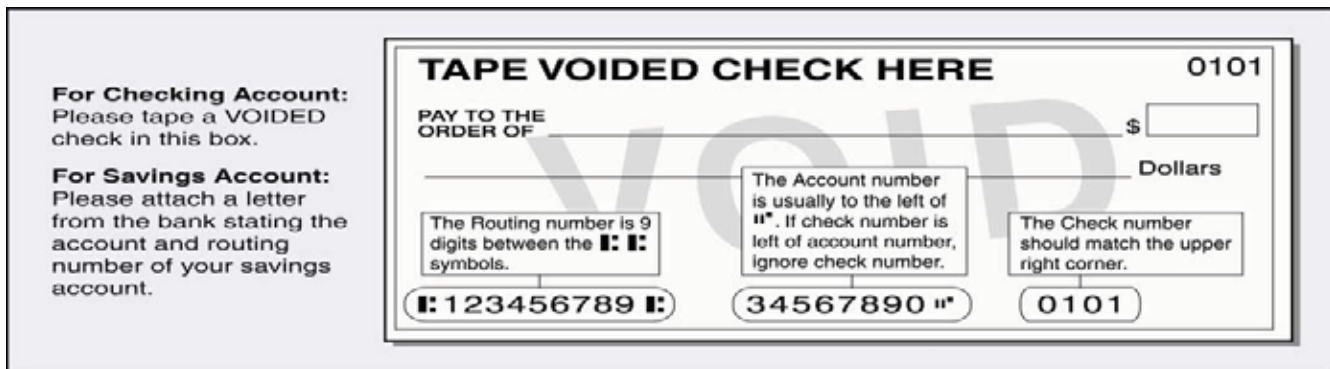 For Checking Account:
Please tape a VOIDED
check in this box.
For Savings Account:
Please attach a letter
from the bank stating the
account and routing
number of your savings
account.
TAPE VOIDED CHECK HERE
0101
PAY TO THE
ORDER OF
$
VOID
Dollars
The Routing number is 9
digits between the ⑆ ⑆
symbols.
The Account number
is usually to the left of
⑈. If check number is
left of account number,
ignore check number.
The Check number
should match the upper
right corner.
⑆123456789⑆
34567890⑈
0101